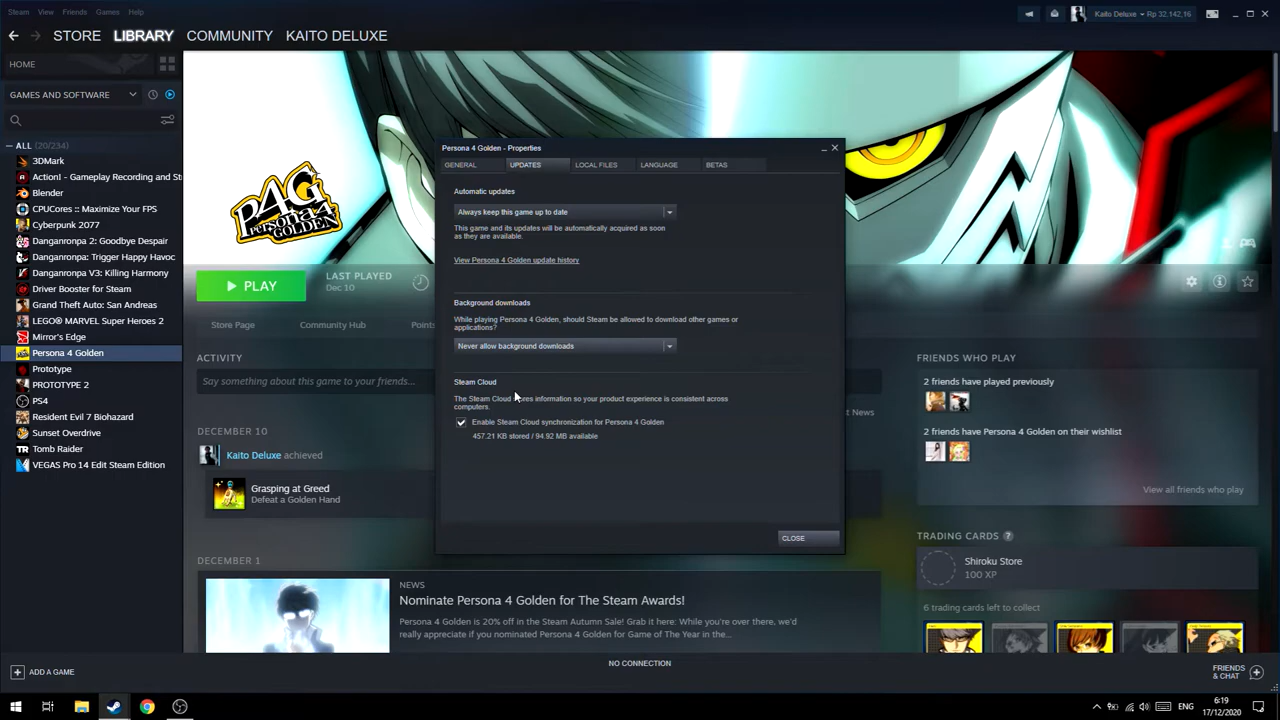 Steam View Friends Games Help
Kaito Deluxe Rp 32.142,16
STORE LIBRARY COMMUNITY KAITO DELUXE
HOME
GAMES AND SOFTWARE
ALL (20/234)
3DMark
Action! - Gameplay Recording and St
Blender
CPUCores :: Maximize Your FPS
Cyberpunk 2077
Danganronpa 2: Goodbye Despair
Danganronpa: Trigger Happy Havoc
Danganronpa V3: Killing Harmony
Driver Booster for Steam
Grand Theft Auto: San Andreas
LEGO® MARVEL Super Heroes 2
Mirror's Edge
Persona 4 Golden
Prototype
PROTOTYPE 2
PS4
Resident Evil 7 Biohazard
Sunset Overdrive
Tomb Raider
VEGAS Pro 14 Edit Steam Edition
P4G
Persona 4
GOLDEN
PLAY
LAST PLAYED
Dec 10
Store Page Community Hub Points
ACTIVITY
Say something about this game to your friends...
DECEMBER 10
Kaito Deluxe achieved
Grasping at Greed
Defeat a Golden Hand
DECEMBER 1
NEWS
Nominate Persona 4 Golden for The Steam Awards!
Persona 4 Golden is 20% off in the Steam Autumn Sale! Grab it here: While you're over there, we'd
really appreciate if you nominated Persona 4 Golden for Game of The Year in the...
Persona 4 Golden - Properties
GENERAL UPDATES LOCAL FILES LANGUAGE BETAS
Automatic updates
Always keep this game up to date
This game and its updates will be automatically acquired as soon
as they are available.
View Persona 4 Golden update history
Background downloads
While playing Persona 4 Golden, should Steam be allowed to download other games or
applications?
Never allow background downloads
Steam Cloud
The Steam Cloud stores information so your product experience is consistent across
computers.
Enable Steam Cloud synchronization for Persona 4 Golden
457.21 KB stored / 94.92 MB available
CLOSE
st News
FRIENDS WHO PLAY
2 friends have played previously
2 friends have Persona 4 Golden on their wishlist
View all friends who play
TRADING CARDS ?
Shiroku Store
100 XP
6 trading cards left to collect
ADD A GAME
NO CONNECTION
FRIENDS
& CHAT
ENG
6:19
17/12/2020